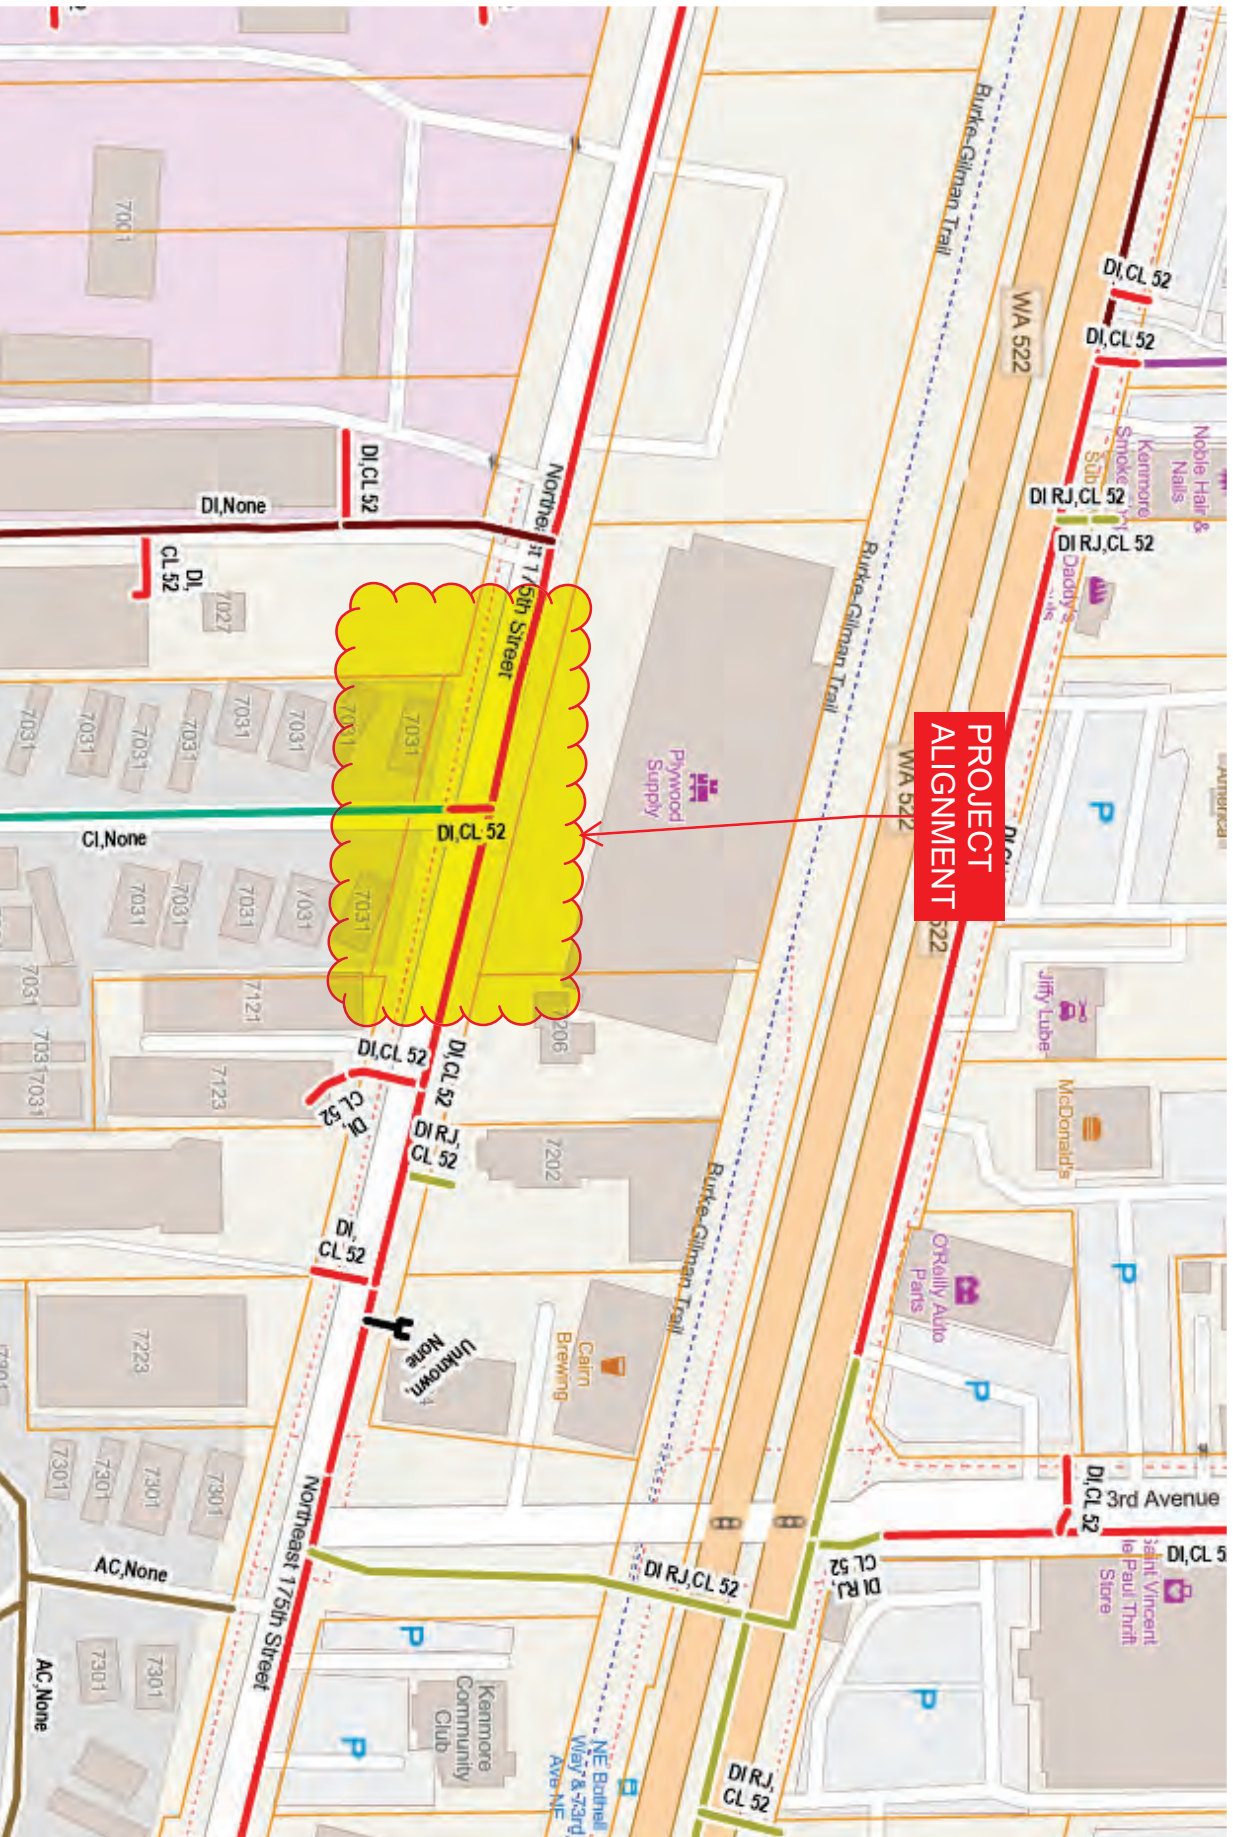 Burke-Gilman Trail
WA 522
DI,CL 52
DI,CL 52
Noble Hair &
Nails
Kenmore
DI RJ,CL 52
DI RJ,CL 52
Daddy's
7001
DI,CL 52
DI,None
DI,
CL 52
7027
Northeast 175th Street
Burke-Gilman Trail
PROJECT
ALIGNMENT
WA 522
522
P
Plywood
Supply
7031
7031
7031
7031
7031
7031
7031
7031
CI,None
DI,CL 52
7031
7031
7031
7031
7031
7031
7031
7031
7121
7123
7206
Jiffy Lube
McDonald's
DI,CL 52
DI,CL 52
DI,
CL 52
DI RJ,
CL 52
7202
Burke-Gilman Trail
O'Reilly Auto
Parts
P
P
DI,
CL 52
Unknown,
None
Cairn
Brewing
7223
7301
7301
7301
7301
DI,CL 52
3rd Avenue
DI,CL 5
Saint Vincent
Paul Thrift
Store
DI RJ,
CL 52
DI RJ,CL 52
Northeast 175th Street
AC,None
AC,None
7301
7301
P
P
P
Kenmore
Community
Club
NE Bothell
Way & 73rd
Ave NE
DI RJ,
CL 52